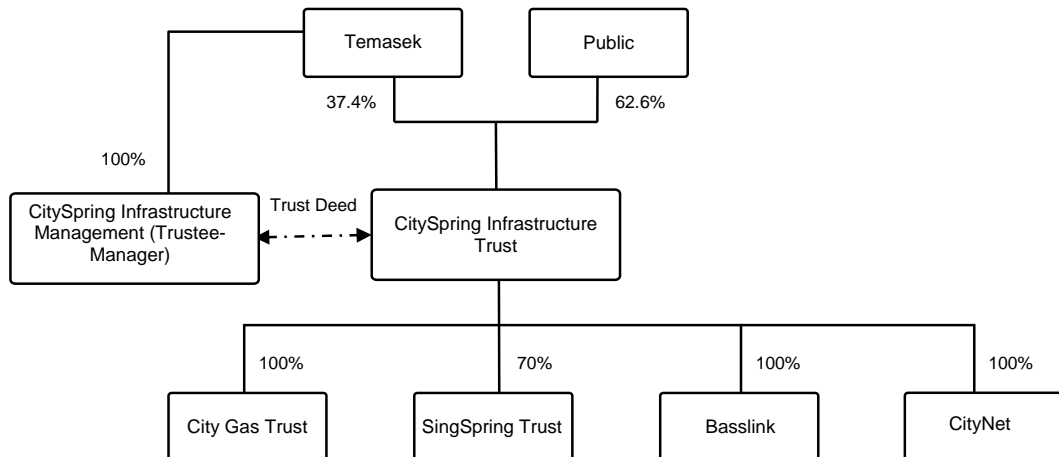 Temasek
Public
37.4%
62.6%
100%
CitySpring Infrastructure
Management (Trustee-
Manager)
Trust Deed
CitySpring Infrastructure
Trust
100%
70%
100%
100%
City Gas Trust
SingSpring Trust
Basslink
CityNet